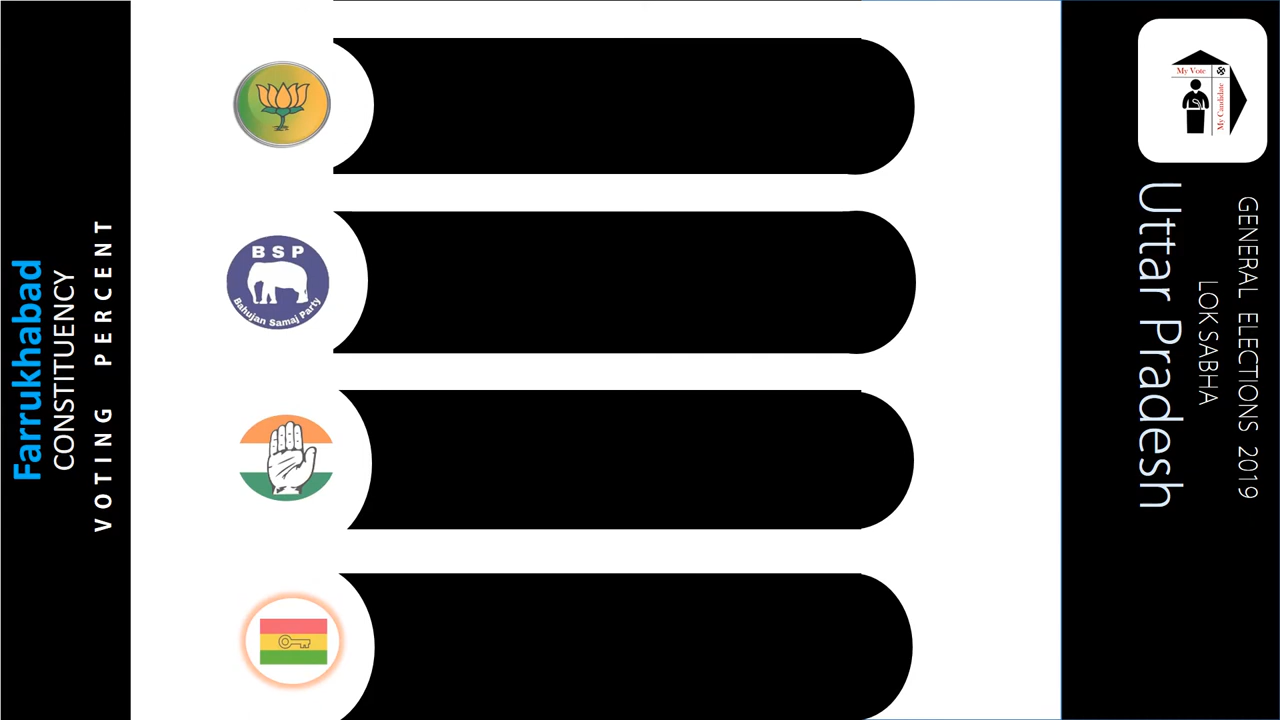 Farrukhabad
CONSTITUENCY
VOTING PERCENT
BSP
Bahujan Samaj Party
My Vote
My Candidate
GENERAL ELECTIONS 2019
LOK SABHA
Uttar Pradesh